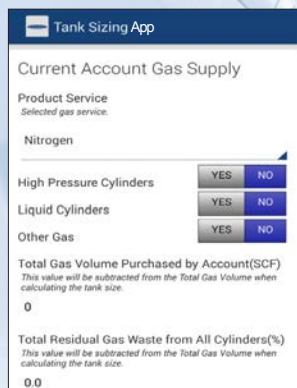 Tank Sizing App
Current Account Gas Supply
Product Service
Selected gas service.
Nitrogen
High Pressure Cylinders YES NO
Liquid Cylinders YES NO
Other Gas YES NO
Total Gas Volume Purchased by Account(SCF)
This value will be subtracted from the Total Gas Volume when
calculating the tank size.
0
Total Residual Gas Waste from All Cylinders(%)
This value will be subtracted from the Total Gas Volume when
calculating the tank size.
0.0